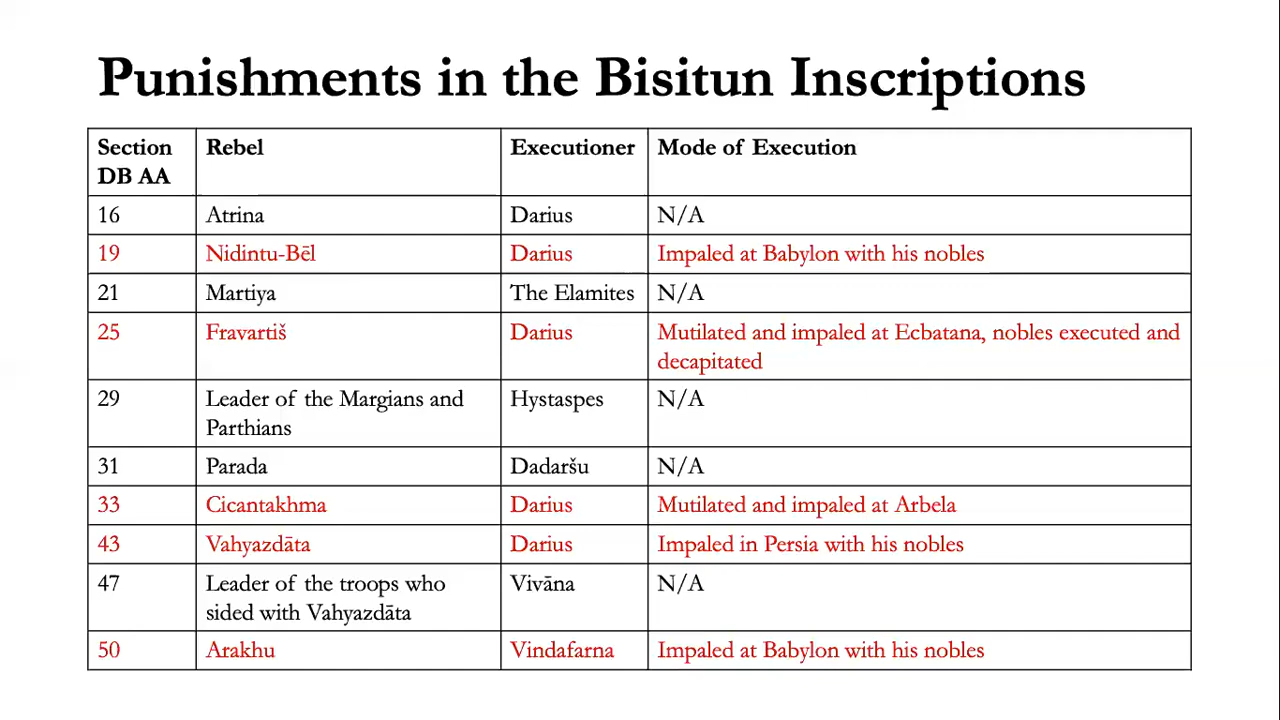 Punishments in the Bisitun Inscriptions
Section DB AA Rebel Executioner Mode of Execution
16 Atrina Darius N/A
19 Nidintu-Bēl Darius Impaled at Babylon with his nobles
21 Martiya The Elamites N/A
25 Fravartiš Darius Mutilated and impaled at Ecbatana, nobles executed and decapitated
29 Leader of the Margians and Parthians Hystaspes N/A
31 Parada Dadaršu N/A
33 Cicantakhma Darius Mutilated and impaled at Arbela
43 Vahyazdāta Darius Impaled in Persia with his nobles
47 Leader of the troops who sided with Vahyazdāta Vivāna N/A
50 Arakhu Vindafarna Impaled at Babylon with his nobles